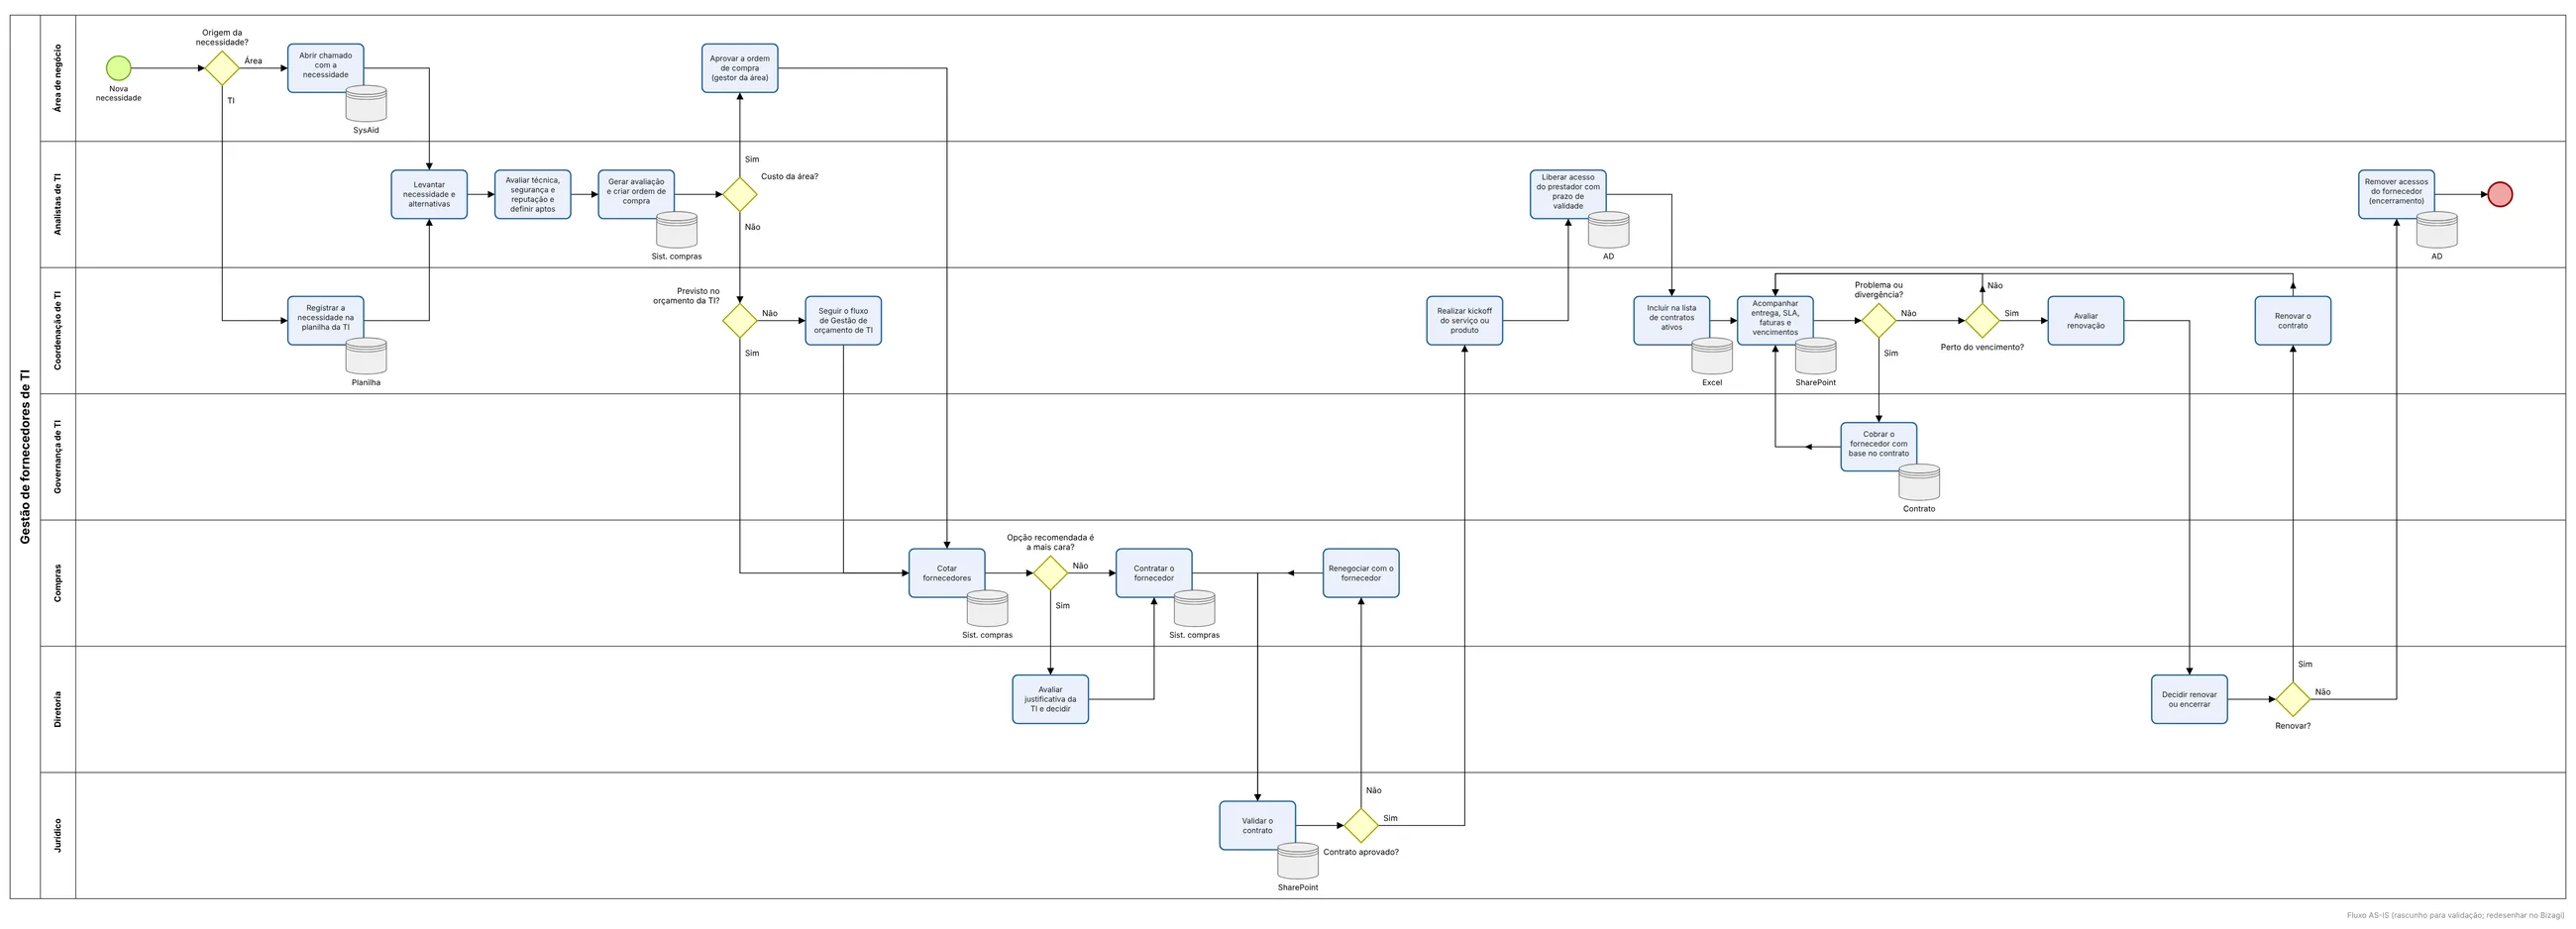 Gestão de fornecedores de TI
Área de negócio
Nova
necessidade
Origem da
necessidade?
Área
TI
Abrir chamado
com a
necessidade
SysAid
Aprovar a ordem
de compra
(gestor da área)
Analistas de TI
Levantar
necessidade e
alternativas
Avaliar técnica,
segurança e
reputação e
definir aptos
Gerar avaliação
e criar ordem de
compra
Sist. compras
Sim
Custo da área?
Não
Liberar acesso
do prestador com
prazo de
validade
AD
Remover acessos
do fornecedor
(encerramento)
AD
Coordenação de TI
Registrar a
necessidade na
planilha da TI
Planilha
Previsto no
orçamento da TI?
Não
Sim
Seguir o fluxo
de Gestão de
orçamento de TI
Realizar kickoff
do serviço ou
produto
Incluir na lista
de contratos
ativos
Excel
Acompanhar
entrega, SLA,
faturas e
vencimentos
SharePoint
Problema ou
divergência?
Não
Sim
Não
Sim
Perto do vencimento?
Avaliar
renovação
Renovar o
contrato
Governança de TI
Cobrar o
fornecedor com
base no contrato
Contrato
Compras
Cotar
fornecedores
Sist. compras
Opção recomendada é
a mais cara?
Não
Sim
Contratar o
fornecedor
Sist. compras
Renegociar com o
fornecedor
Diretoria
Avaliar
justificativa da
TI e decidir
Decidir renovar
ou encerrar
Sim
Não
Renovar?
Jurídico
Validar o
contrato
SharePoint
Não
Sim
Contrato aprovado?
Fluxo AS-IS (rascunho para validação; redesenhar no Bizagi)